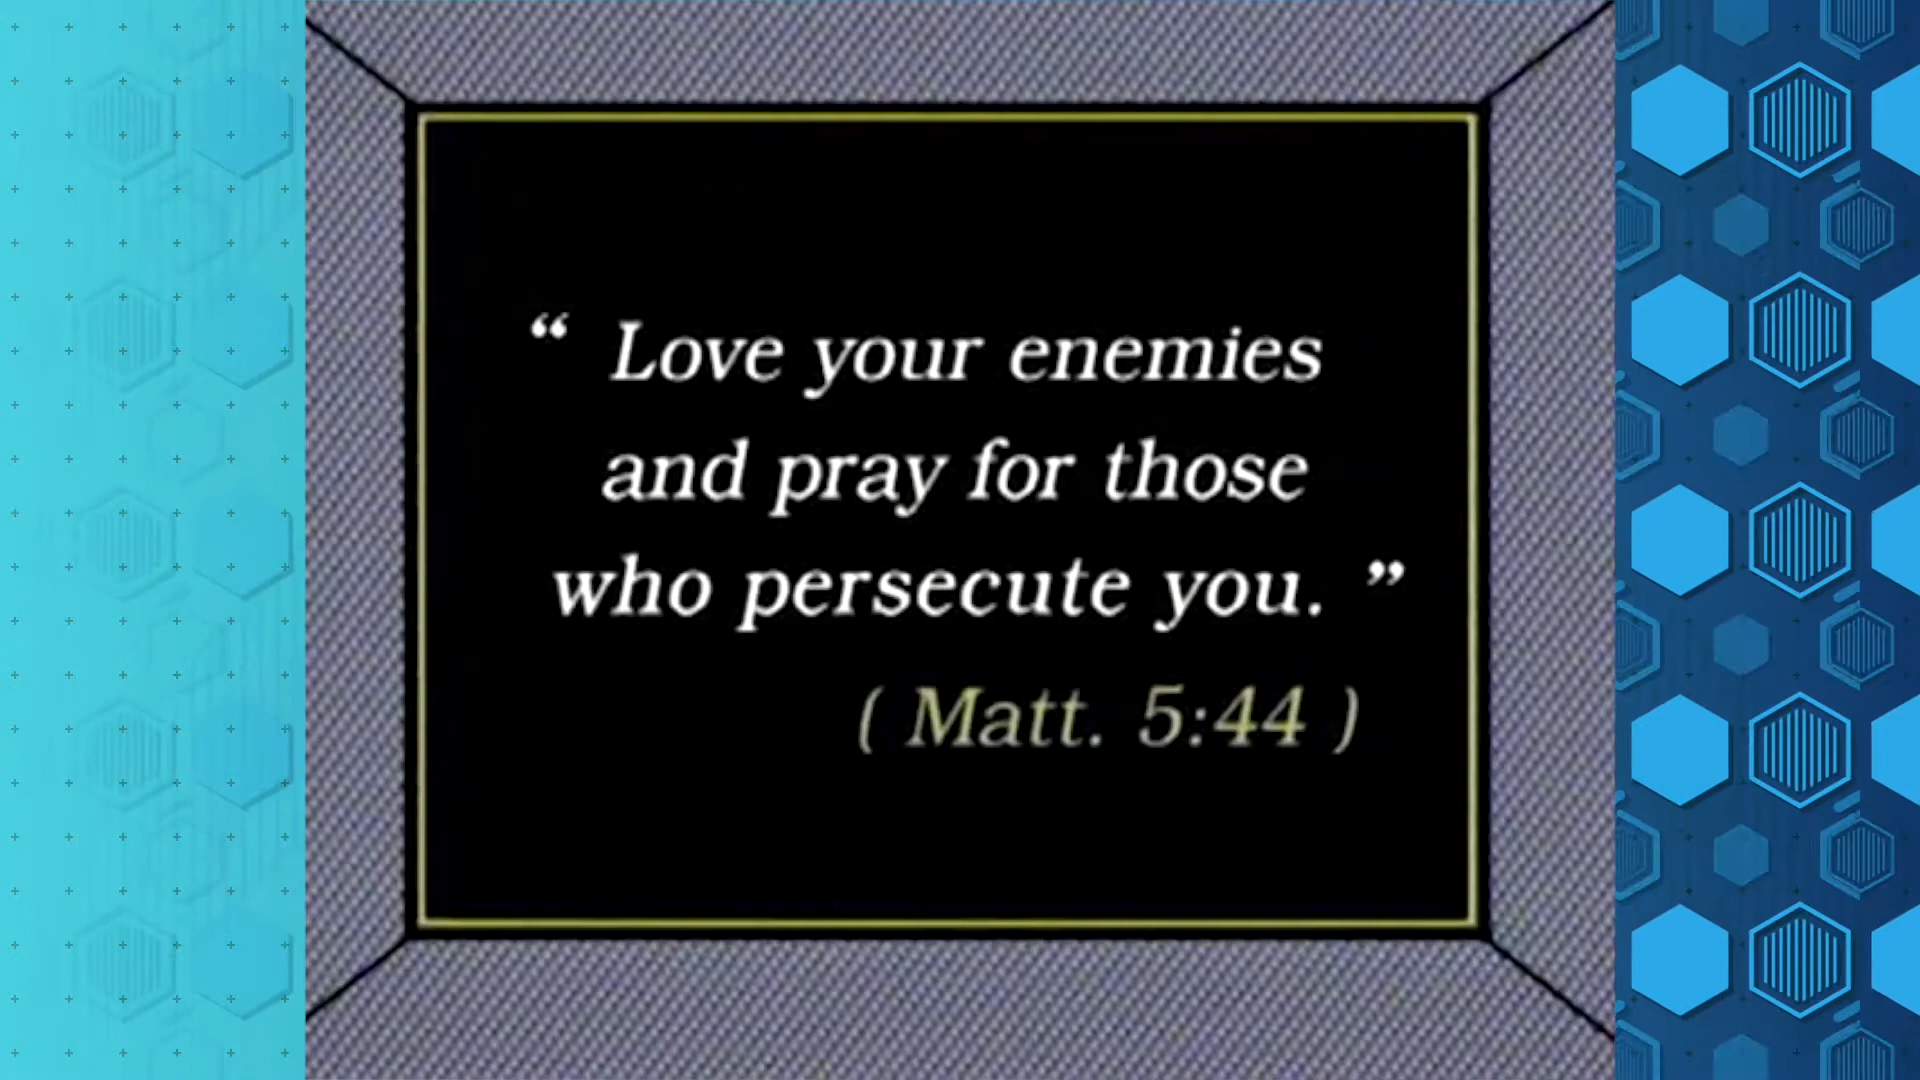 “ Love your enemies
and pray for those
who persecute you. ”
( Matt. 5:44 )